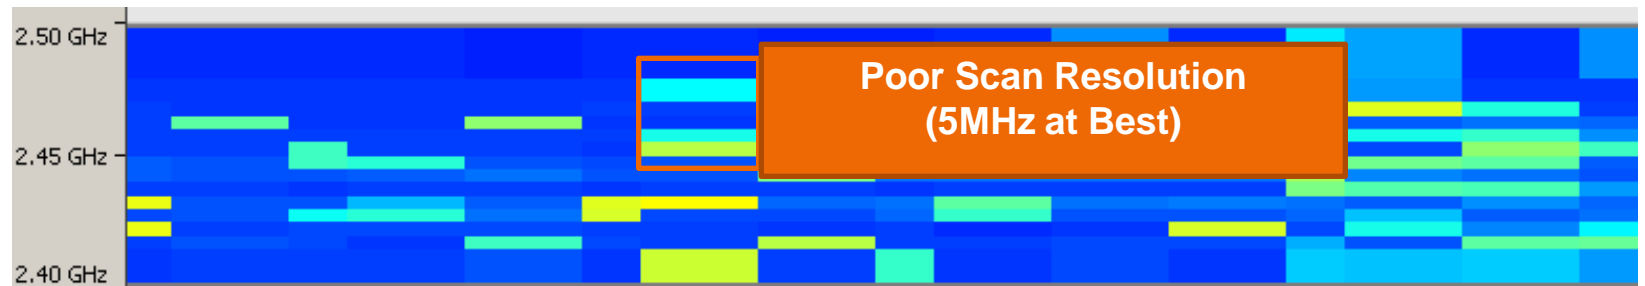 2.50 GHz
Poor Scan Resolution
(5MHz at Best)
2.45 GHz
2.40 GHz